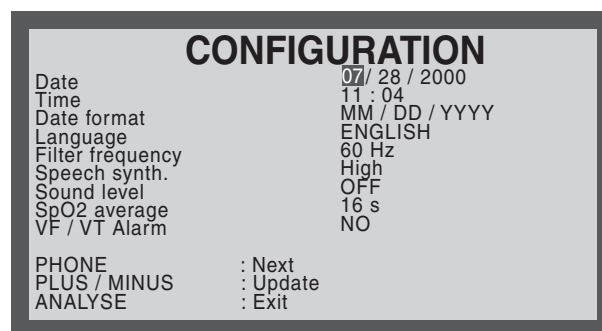 CONFIGURATION
Date 07 / 28 / 2000
Time 11 : 04
Date format MM / DD / YYYY
Language ENGLISH
Filter frequency 60 Hz
Speech synth. High
Sound level OFF
SpO2 average 16 s
VF / VT Alarm NO
PHONE : Next
PLUS / MINUS : Update
ANALYSE : Exit